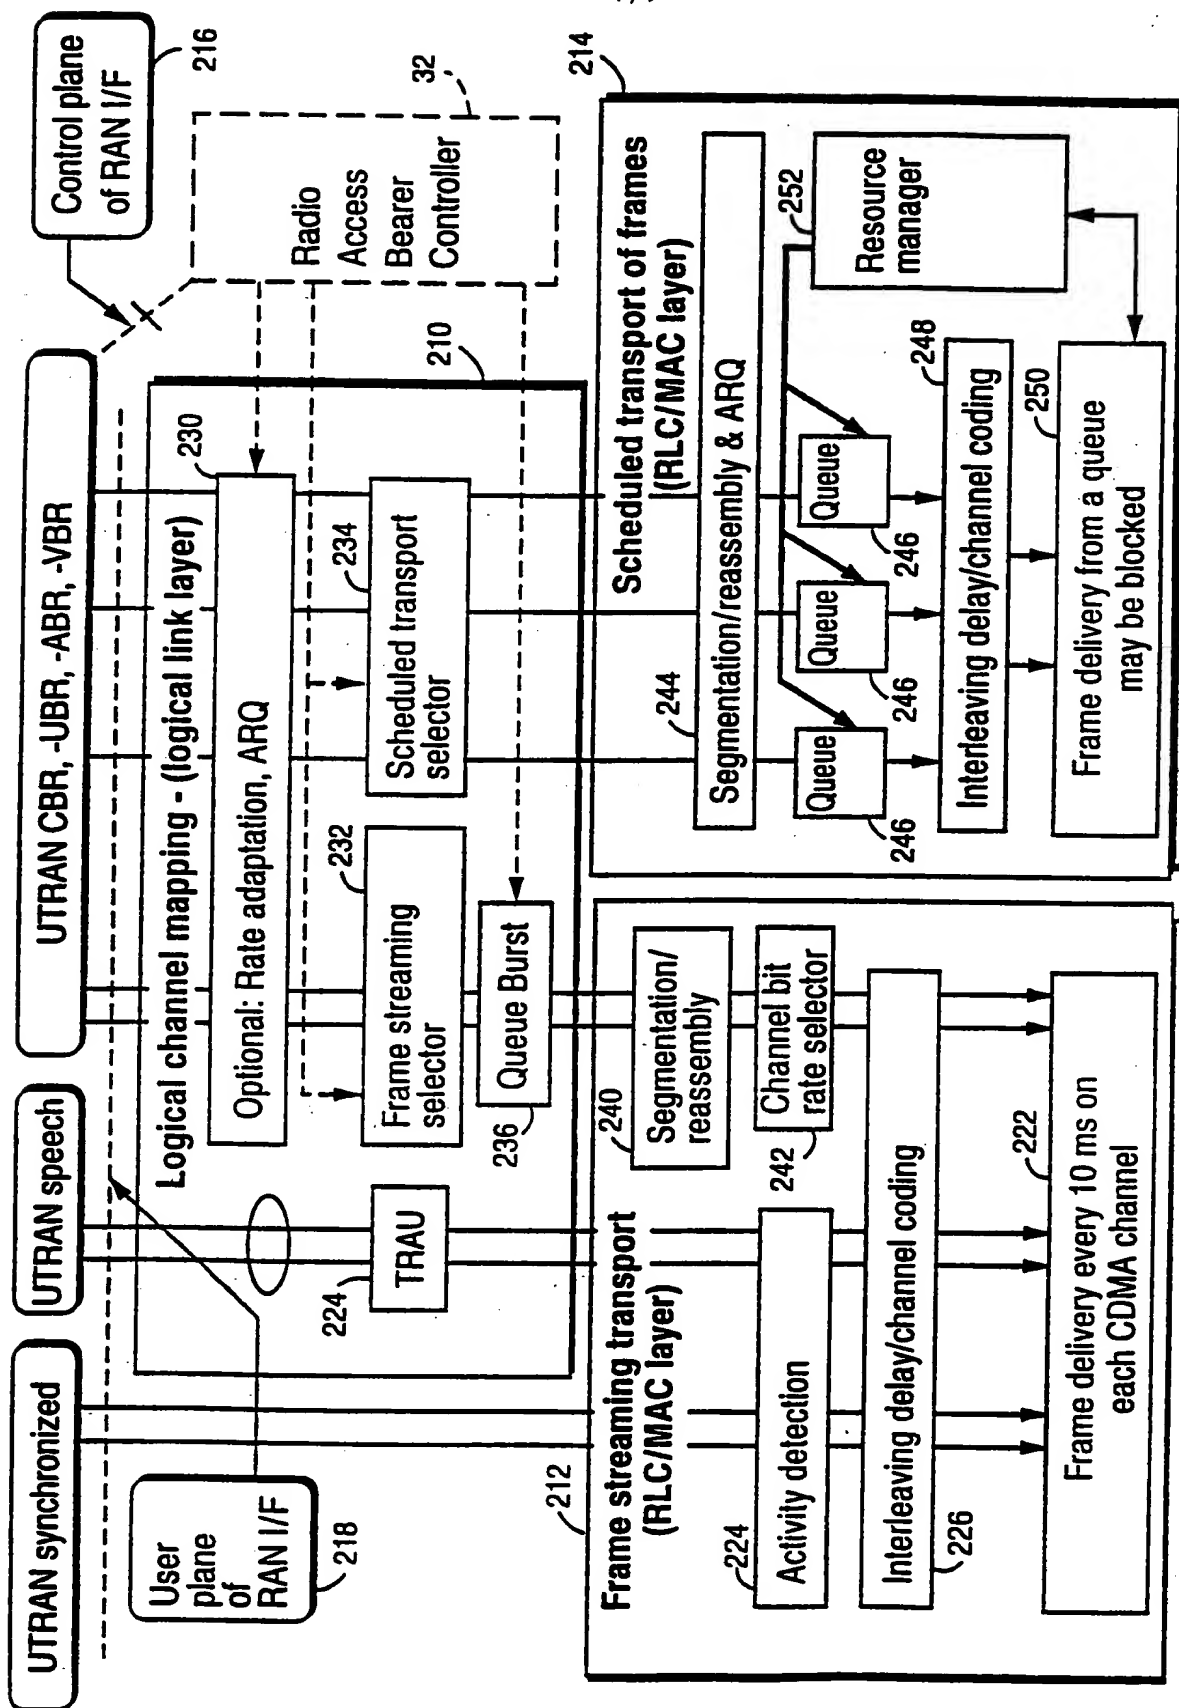 UTRAN synchronized
UTRAN speech
UTRAN CBR, -UBR, -ABR, -VBR
Control plane
of RAN I/F
216
User
plane
of
RAN I/F
218
32
Radio
Access
Bearer
Controller
210
Logical channel mapping - (logical link layer)
230
Optional: Rate adaptation, ARQ
224
TRAU
232
Frame streaming
selector
234
Scheduled transport
selector
236
Queue Burst
212
Frame streaming transport
(RLC/MAC layer)
240
Segmentation/
reassembly
224
Activity detection
242
Channel bit
rate selector
Interleaving delay/channel coding
226
222
Frame delivery every 10 ms on
each CDMA channel
214
Scheduled transport of frames
(RLC/MAC layer)
244
Segmentation/reassembly & ARQ
Queue
246
Queue
246
Queue
246
252
Resource
manager
248
Interleaving delay/channel coding
250
Frame delivery from a queue
may be blocked